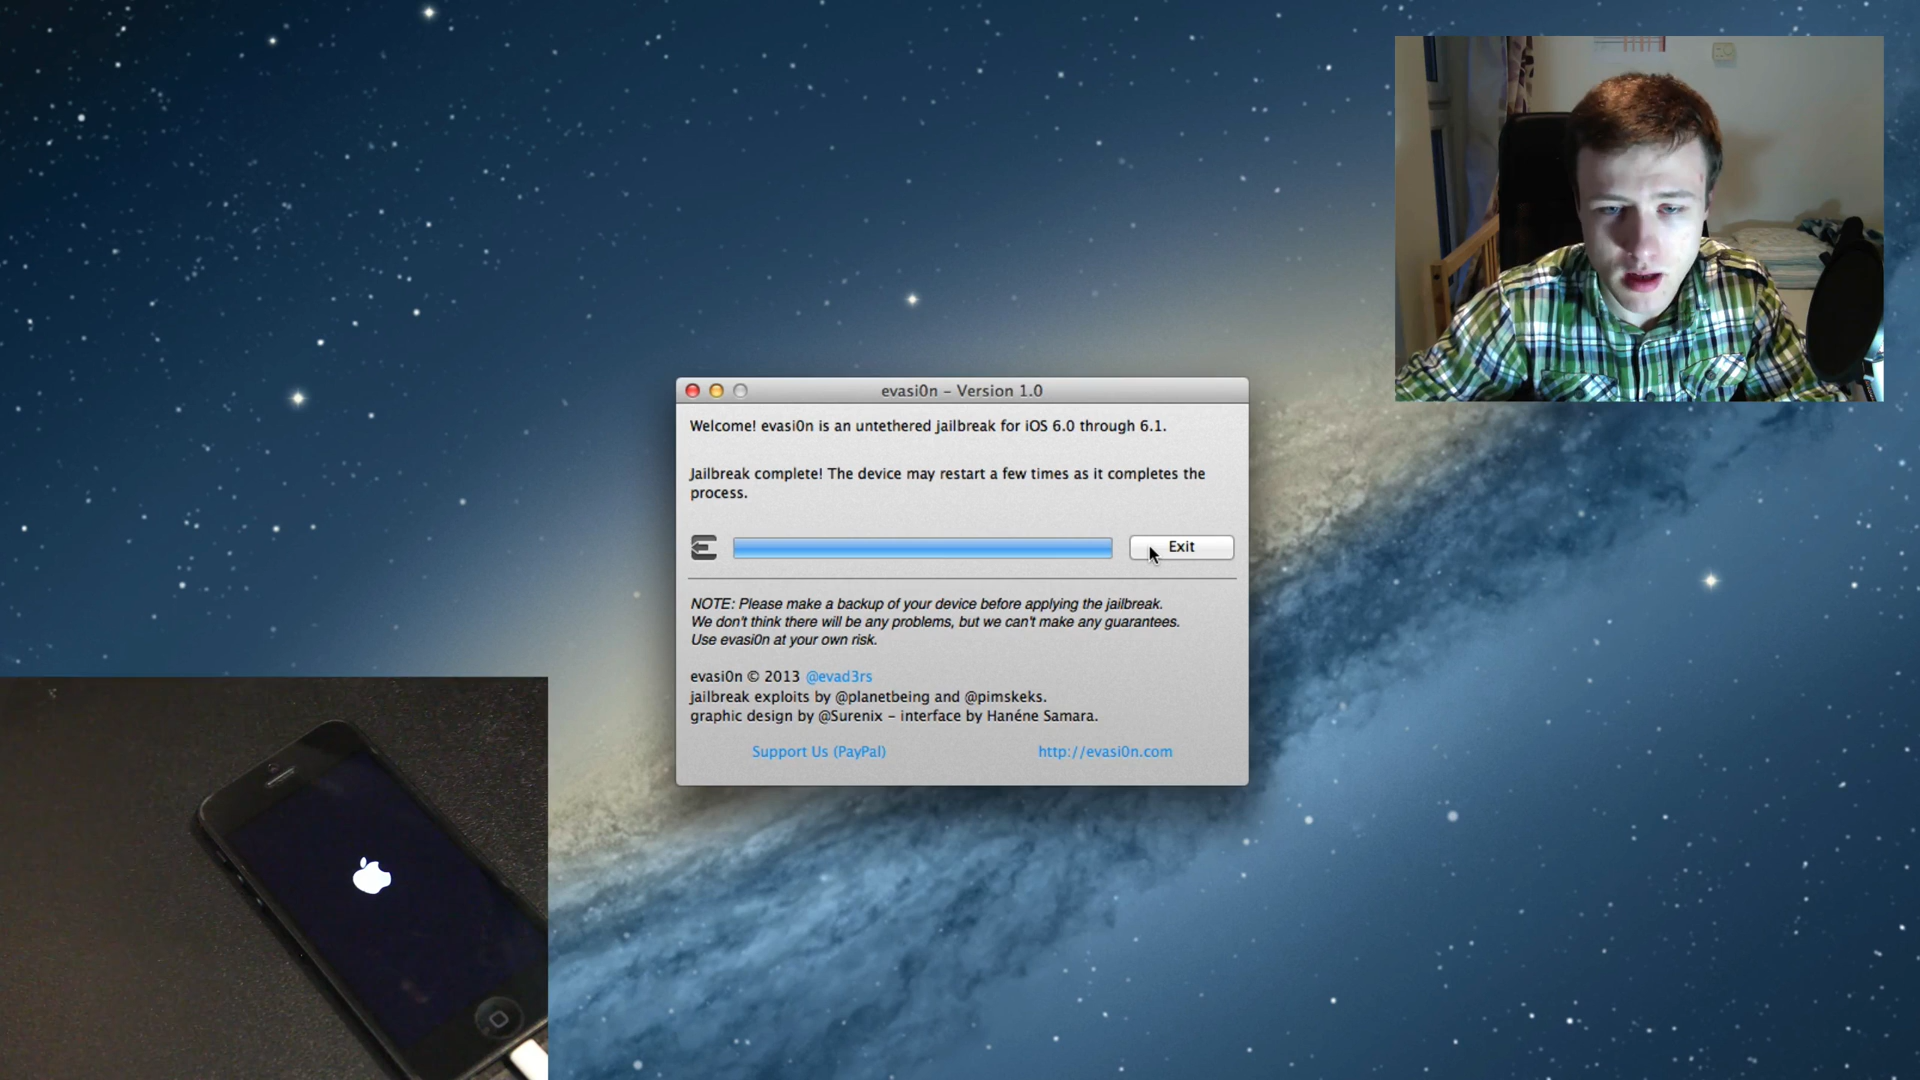 evasi0n – Version 1.0
Welcome! evasi0n is an untethered jailbreak for iOS 6.0 through 6.1.
Jailbreak complete! The device may restart a few times as it completes the
process.
Exit
NOTE: Please make a backup of your device before applying the jailbreak.
We don't think there will be any problems, but we can't make any guarantees.
Use evasi0n at your own risk.
evasi0n © 2013 @evad3rs
jailbreak exploits by @planetbeing and @pimskeks.
graphic design by @Surenix – interface by Hanéne Samara.
Support Us (PayPal)
http://evasi0n.com